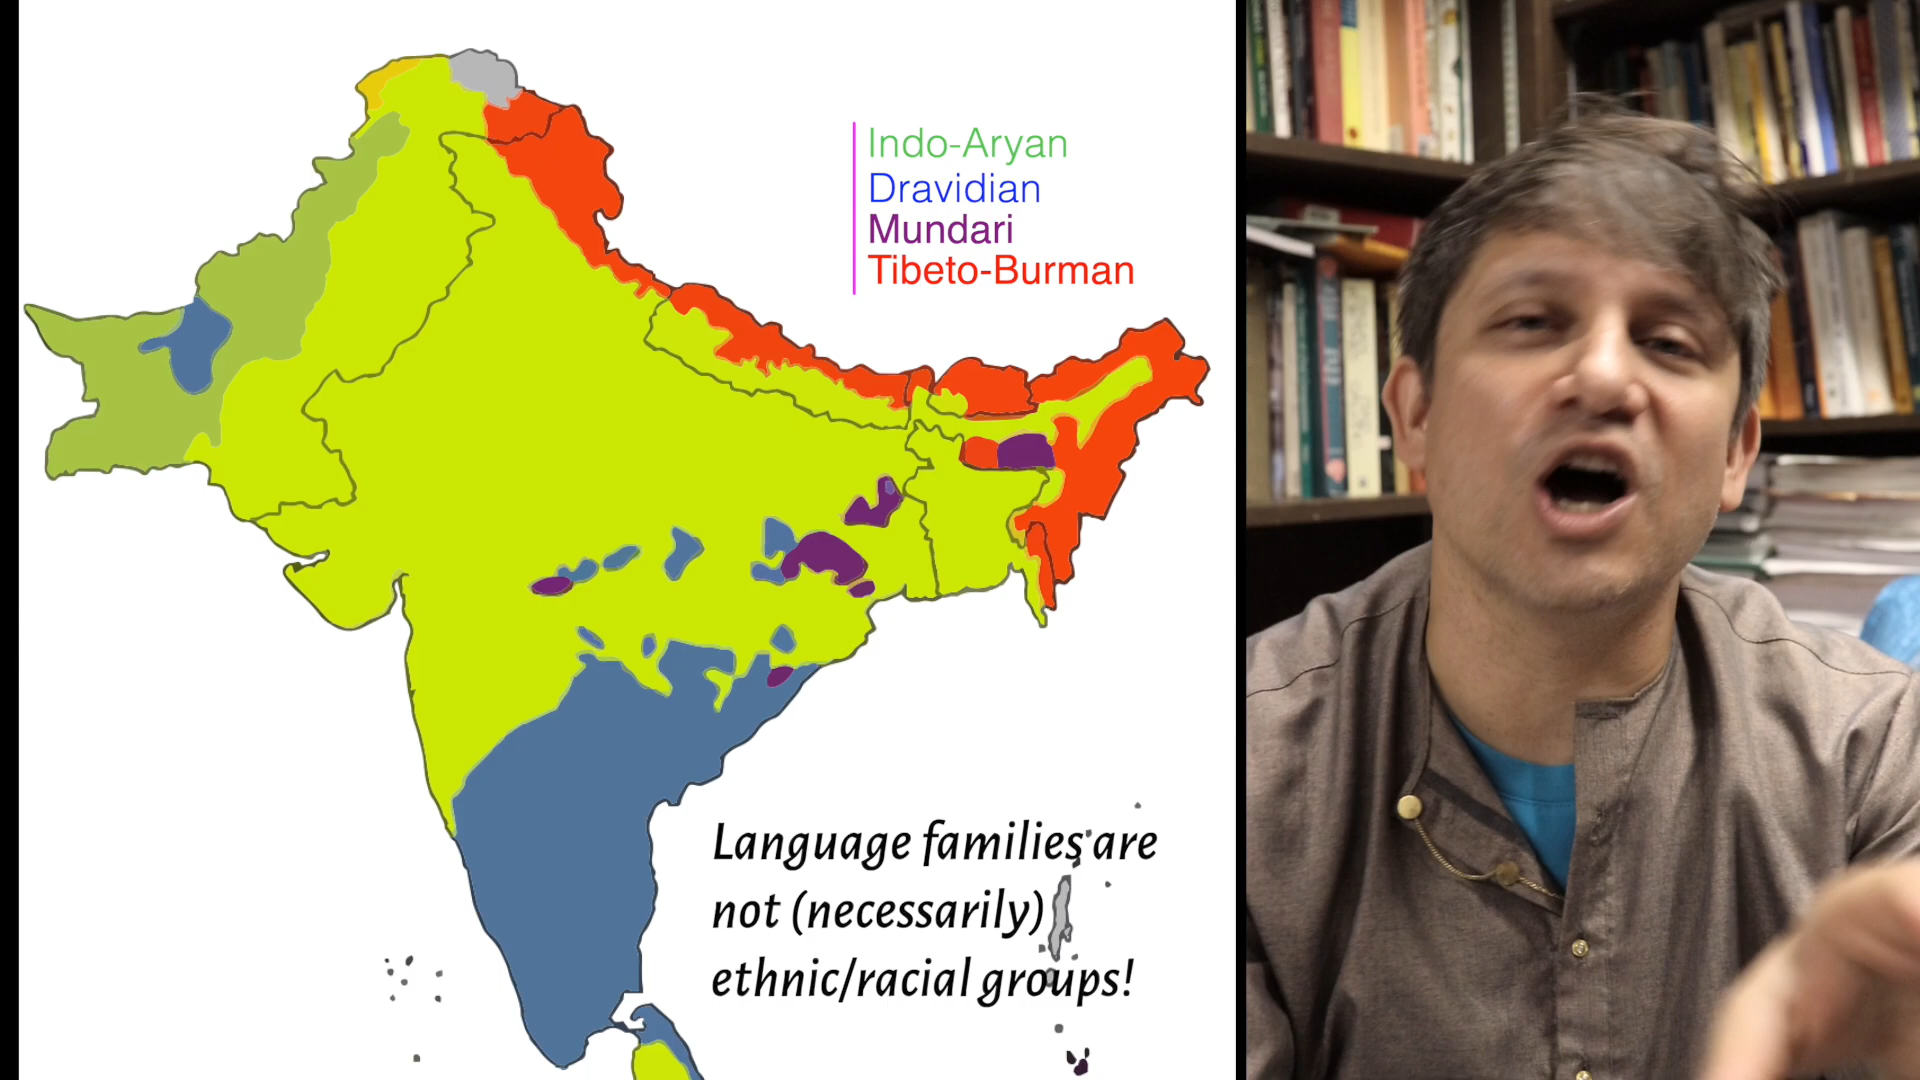 Indo-Aryan
Dravidian
Mundari
Tibeto-Burman
Language families are
not (necessarily)
ethnic/racial groups!